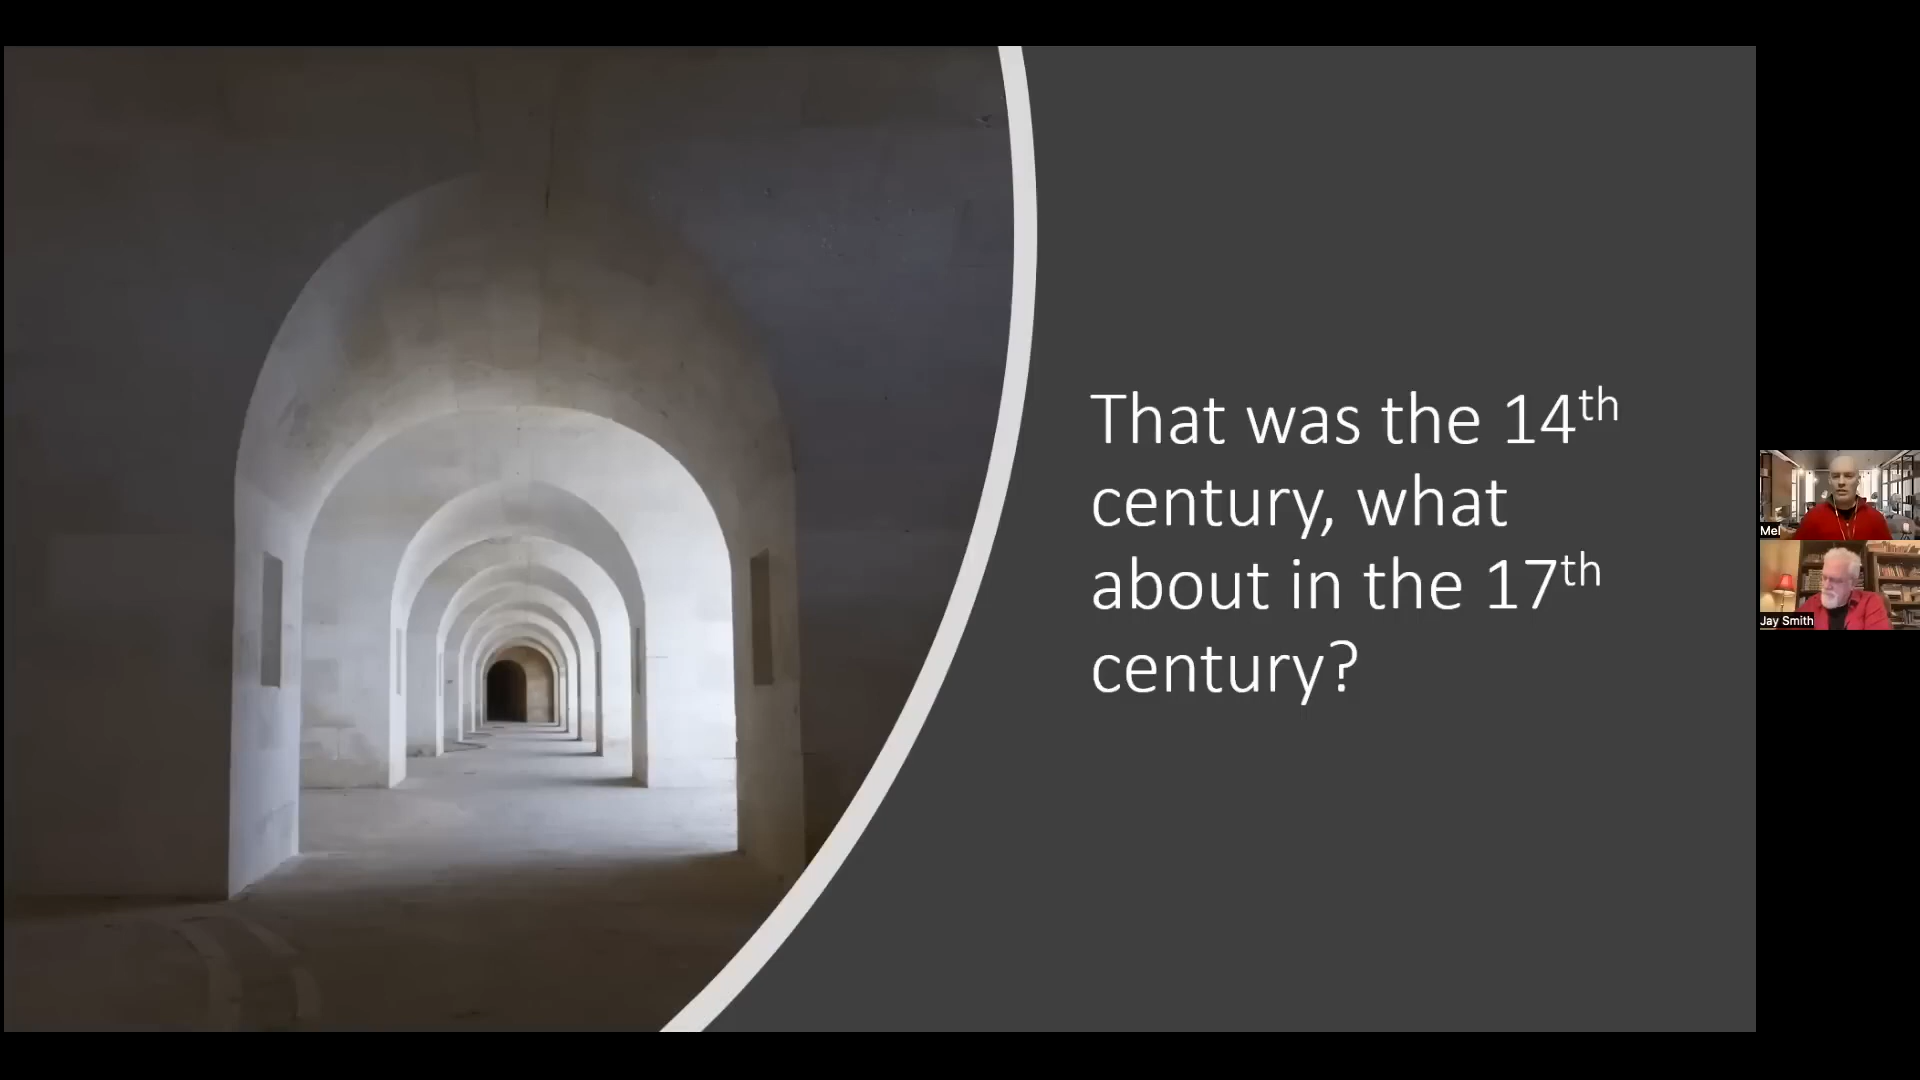 That was the 14th
century, what
about in the 17th
century?
Mel
Jay Smith